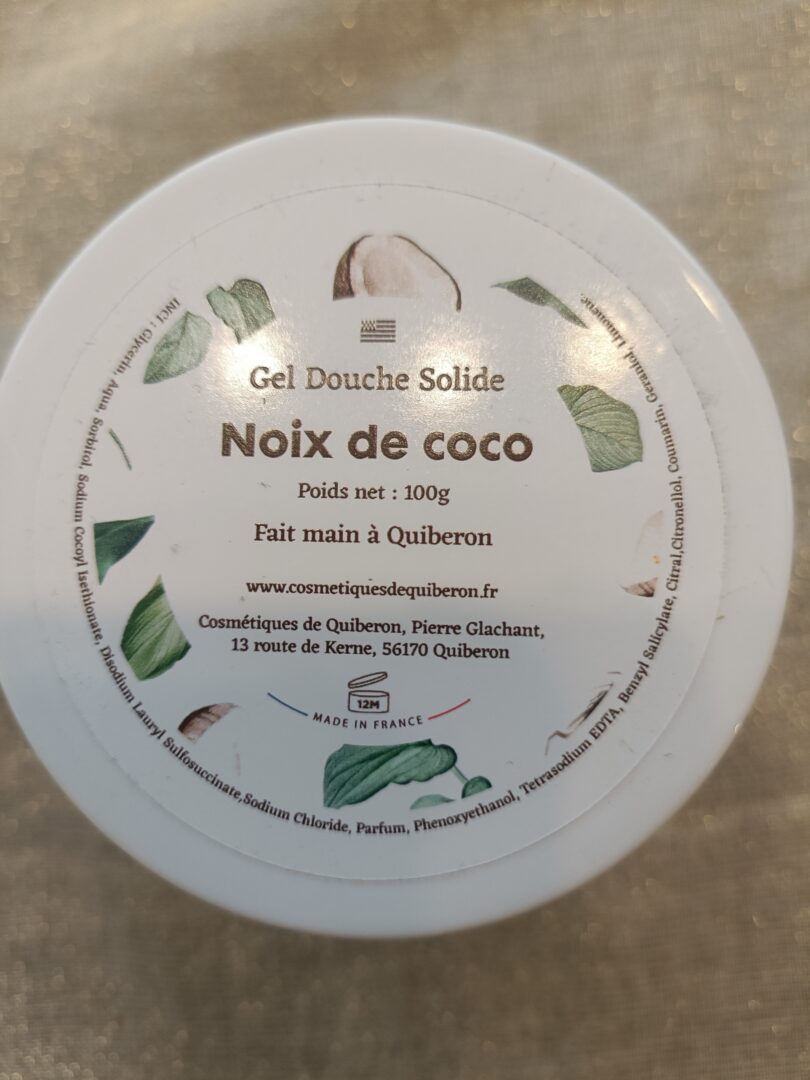 Gel Douche Solide
Noix de coco
Poids net : 100g
Fait main à Quiberon
www.cosmetiquesdequiberon.fr
Cosmétiques de Quiberon, Pierre Glachant,
13 route de Kerne, 56170 Quiberon
12M
MADE IN FRANCE
INCI : Glycerin, Aqua, Sorbitol, Sodium Cocoyl Isethionate, Disodium Lauryl Sulfosuccinate,Sodium Chloride, Parfum, Phenoxyethanol, Tetrasodium EDTA, Benzyl Salicylate, Citral,Citronellol, Coumarin, Geraniol, Limonene,